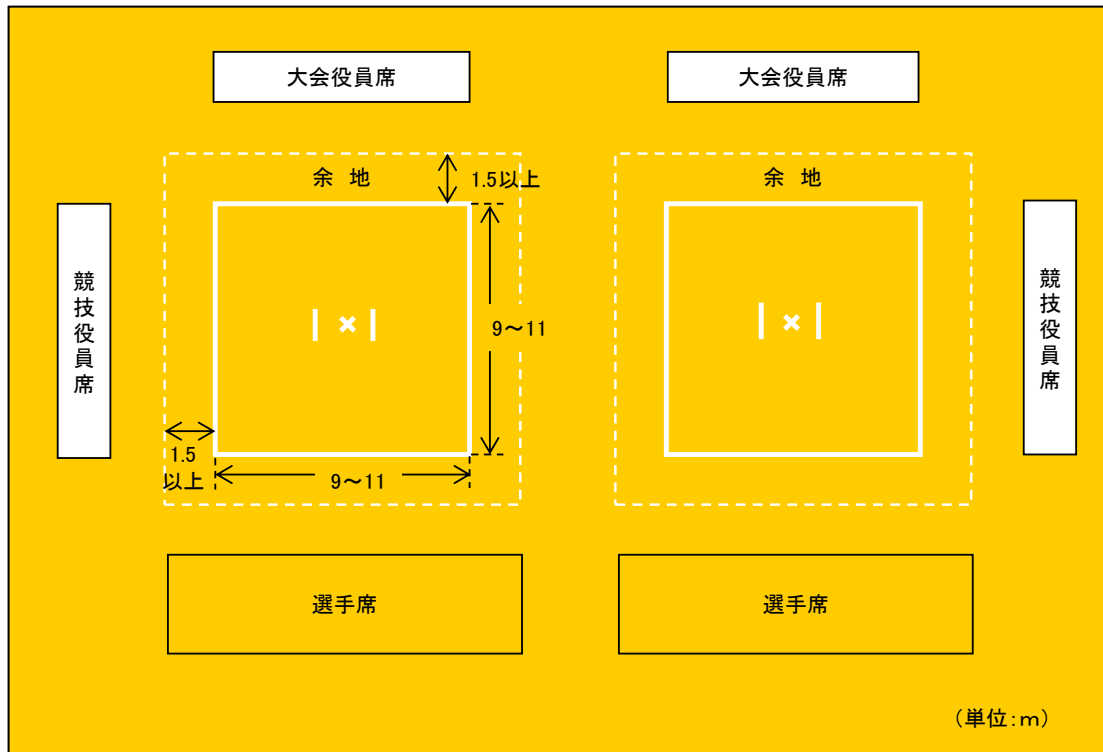 大会役員席
大会役員席
余 地
1.5以上
余 地
競技役員席
9～11
競技役員席
1.5
以上
9～11
選手席
選手席
（単位:ｍ）